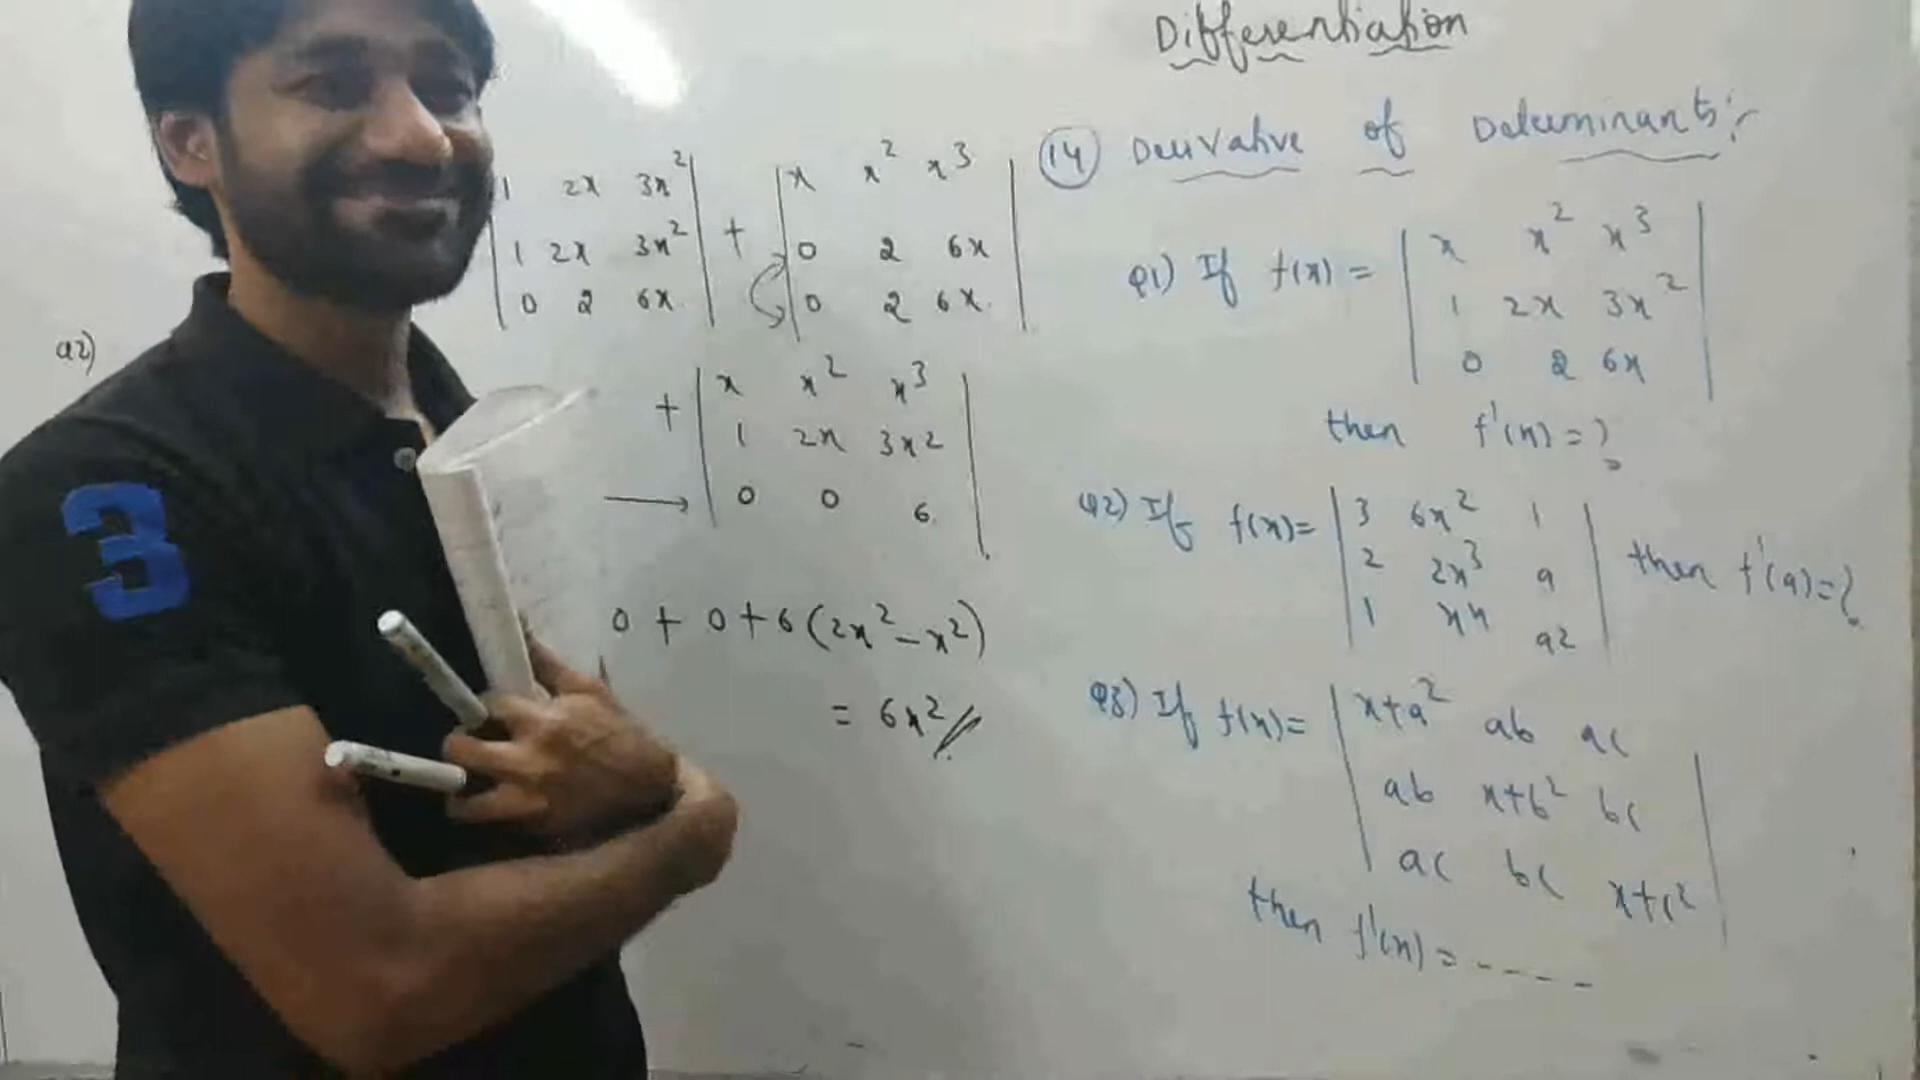 Differentiation
(14) Derivative of Determinants:-
Q1) If f(x) = | x x² x³ |
| 1 2x 3x² |
| 0 2 6x |
then f'(x) = ?
Q2) If f(x) = | 3 6x² 1 |
| 2 2x³ a |
| 1 x⁴ a2 |
then f'(a) = ?
Q3) If f(x) = | x+a² ab ac |
| ab x+b² bc |
| ac bc x+c² |
then f'(x) = - - - -
| 1 2x 3x² | + | x x² x³ |
| 1 2x 3x² | | 0 2 6x |
| 0 2 6x | | 0 2 6x |
+ | x x² x³ |
| 1 2x 3x2 |
→ | 0 0 6 |
0 + 0 + 6 (2x² - x²)
= 6x² //
Q2)
3